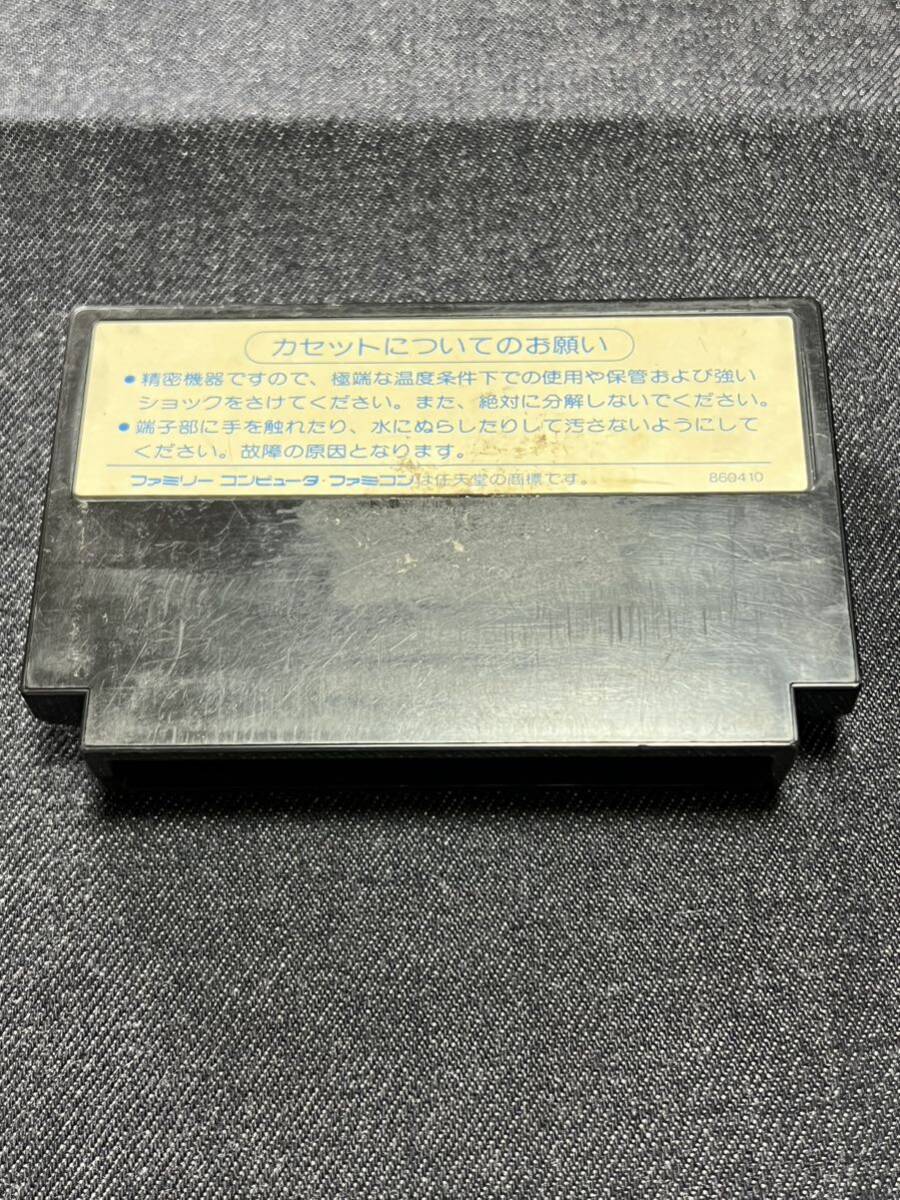 カセットについてのお願い
●精密機器ですので、極端な温度条件下での使用や保管および強い
ショックをさけてください。また、絶対に分解しないでください。
●端子部に手を触れたり、水にぬらしたりして汚さないようにして
ください。故障の原因となります。
ファミリー コンピュータ・ファミコンは任天堂の商標です。 860410